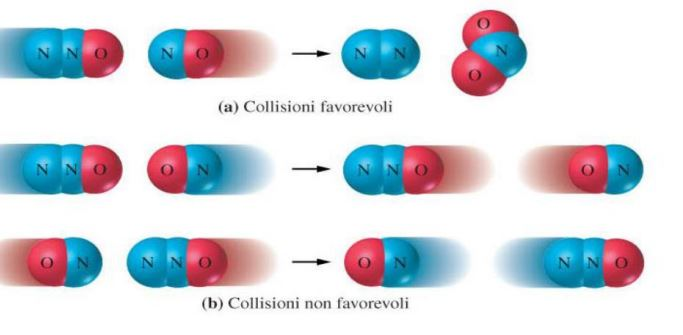 N N O N O N N O N O
(a) Collisioni favorevoli
N N O O N N N O O N
O N N N O O N N N O
(b) Collisioni non favorevoli